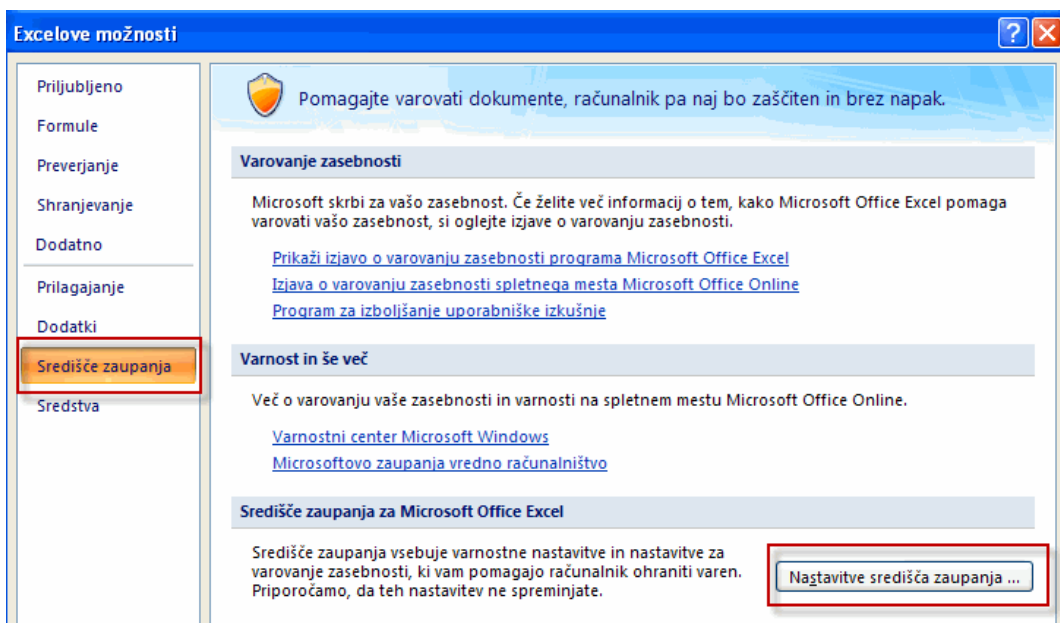 Excelove možnosti
Priljubljeno
Formule
Preverjanje
Shranjevanje
Dodatno
Prilagajanje
Dodatki
Središče zaupanja
Sredstva
Pomagajte varovati dokumente, računalnik pa naj bo zaščiten in brez napak.
Varovanje zasebnosti
Microsoft skrbi za vašo zasebnost. Če želite več informacij o tem, kako Microsoft Office Excel pomaga
varovati vašo zasebnost, si oglejte izjave o varovanju zasebnosti.
Prikaži izjavo o varovanju zasebnosti programa Microsoft Office Excel
Izjava o varovanju zasebnosti spletnega mesta Microsoft Office Online
Program za izboljšanje uporabniške izkušnje
Varnost in še več
Več o varovanju vaše zasebnosti in varnosti na spletnem mestu Microsoft Office Online.
Varnostni center Microsoft Windows
Microsoftovo zaupanja vredno računalništvo
Središče zaupanja za Microsoft Office Excel
Središče zaupanja vsebuje varnostne nastavitve in nastavitve za
varovanje zasebnosti, ki vam pomagajo računalnik ohraniti varen.
Priporočamo, da teh nastavitev ne spreminjate.
Nastavitve središča zaupanja ...